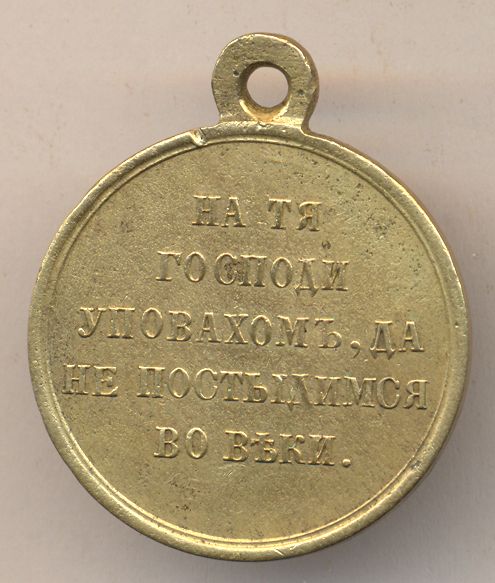 НА ТЯ
ГОСПОДИ
УПОВАХОМЪ, ДА
НЕ ПОСТЫДИМСЯ
ВО ВѢКИ.